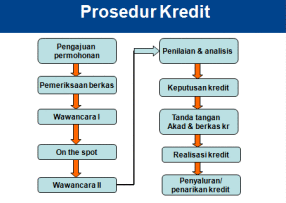 Prosedur Kredit
Pengajuan
permohonan
Pemeriksaan berkas
Wawancara I
On the spot
Wawancara II
Penilaian & analisis
Keputusan kredit
Tanda tangan
Akad & berkas kr
Realisasi kredit
Penyaluran/
penarikan kredit